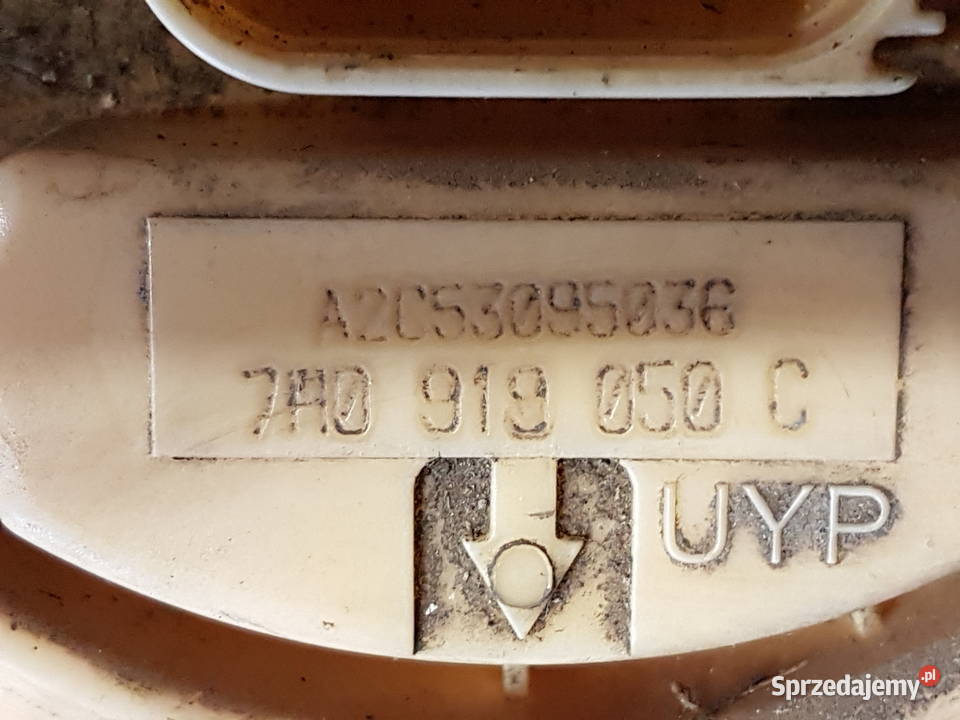 A2C53095036
7H0 919 050 C
UYP
Sprzedajemy.pl